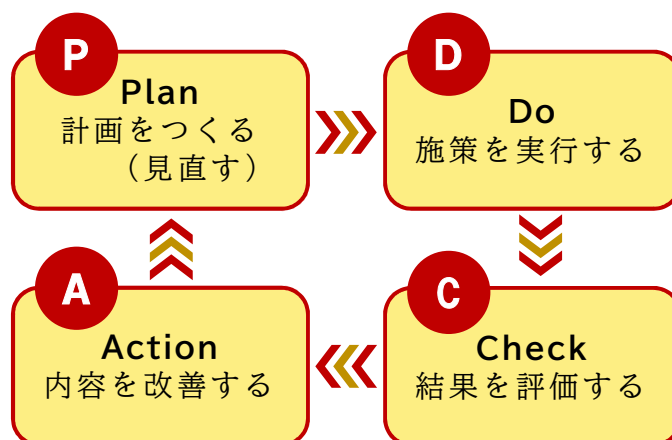 P
Plan
計画をつくる
（見直す）
D
Do
施策を実行する
A
Action
内容を改善する
C
Check
結果を評価する